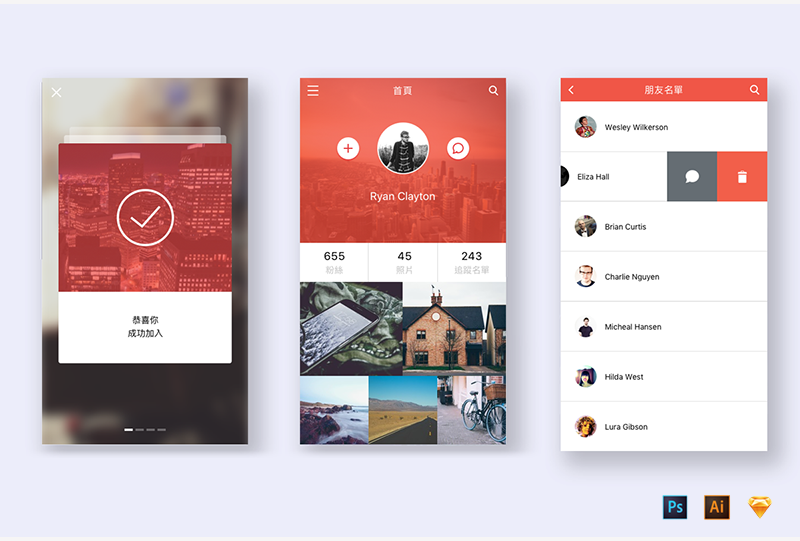 恭喜你
成功加入
首頁
Ryan Clayton
655
粉絲
45
照片
243
追蹤名單
朋友名單
Wesley Wilkerson
Eliza Hall
Brian Curtis
Charlie Nguyen
Micheal Hansen
Hilda West
Lura Gibson
Ps
Ai